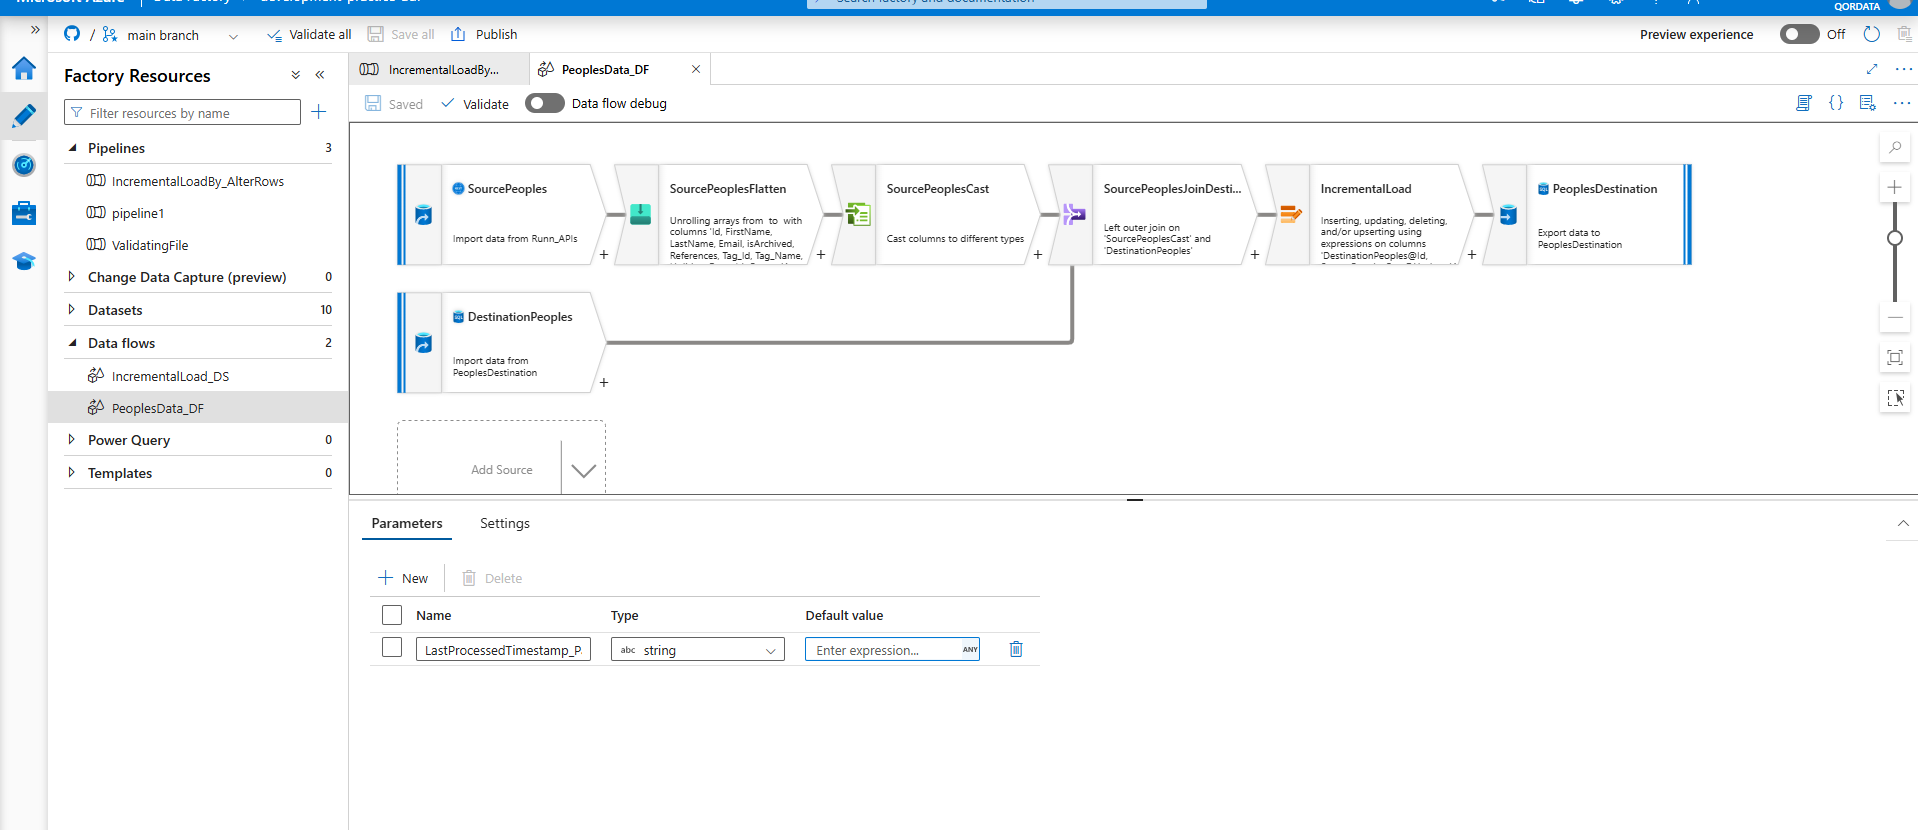 QORDATA
main branch
Validate all
Save all
Publish
Preview experience
Off
Factory Resources
Filter resources by name
Pipelines 3
IncrementalLoadBy_AlterRows
pipeline1
ValidatingFile
Change Data Capture (preview) 0
Datasets 10
Data flows 2
IncrementalLoad_DS
PeoplesData_DF
Power Query 0
Templates 0
IncrementalLoadBy...
PeoplesData_DF
Saved
Validate
Data flow debug
SourcePeoples
Import data from Runn_APIs
SourcePeoplesFlatten
Unrolling arrays from to with
columns 'Id, FirstName,
LastName, Email, isArchived,
References, Tag_Id, Tag_Name,
SourcePeoplesCast
Cast columns to different types
SourcePeoplesJoinDesti...
Left outer join on
'SourcePeoplesCast' and
'DestinationPeoples'
IncrementalLoad
Inserting, updating, deleting,
and/or upserting using
expressions on columns
'DestinationPeoples@Id,
PeoplesDestination
Export data to
PeoplesDestination
DestinationPeoples
Import data from
PeoplesDestination
Add Source
Parameters
Settings
New
Delete
Name
Type
Default value
LastProcessedTimestamp_P
abc string
Enter expression...
ANY